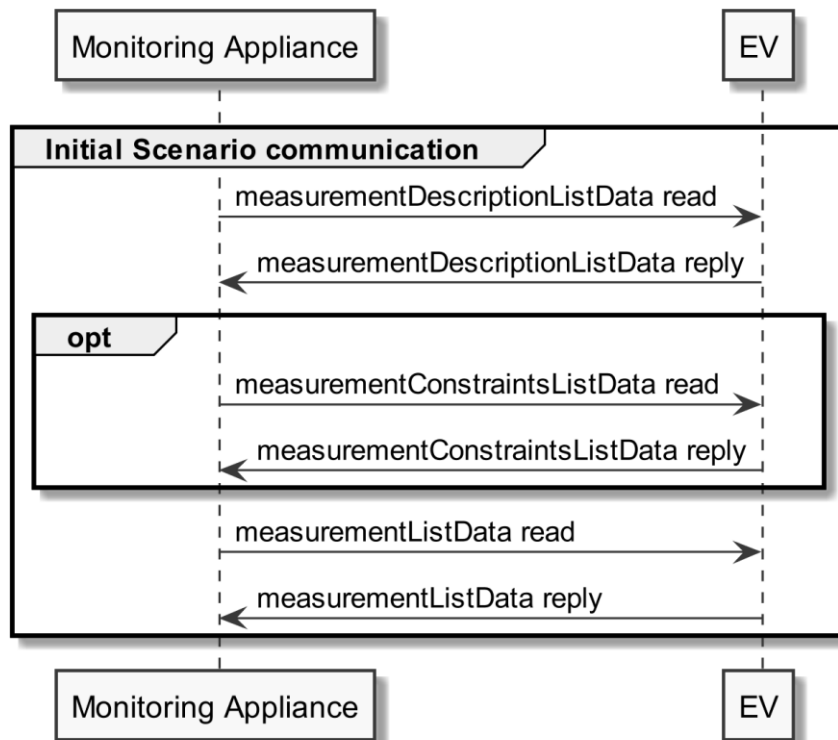 Monitoring Appliance EV
Initial Scenario communication
measurementDescriptionListData read
measurementDescriptionListData reply
opt
measurementConstraintsListData read
measurementConstraintsListData reply
measurementListData read
measurementListData reply
Monitoring Appliance EV